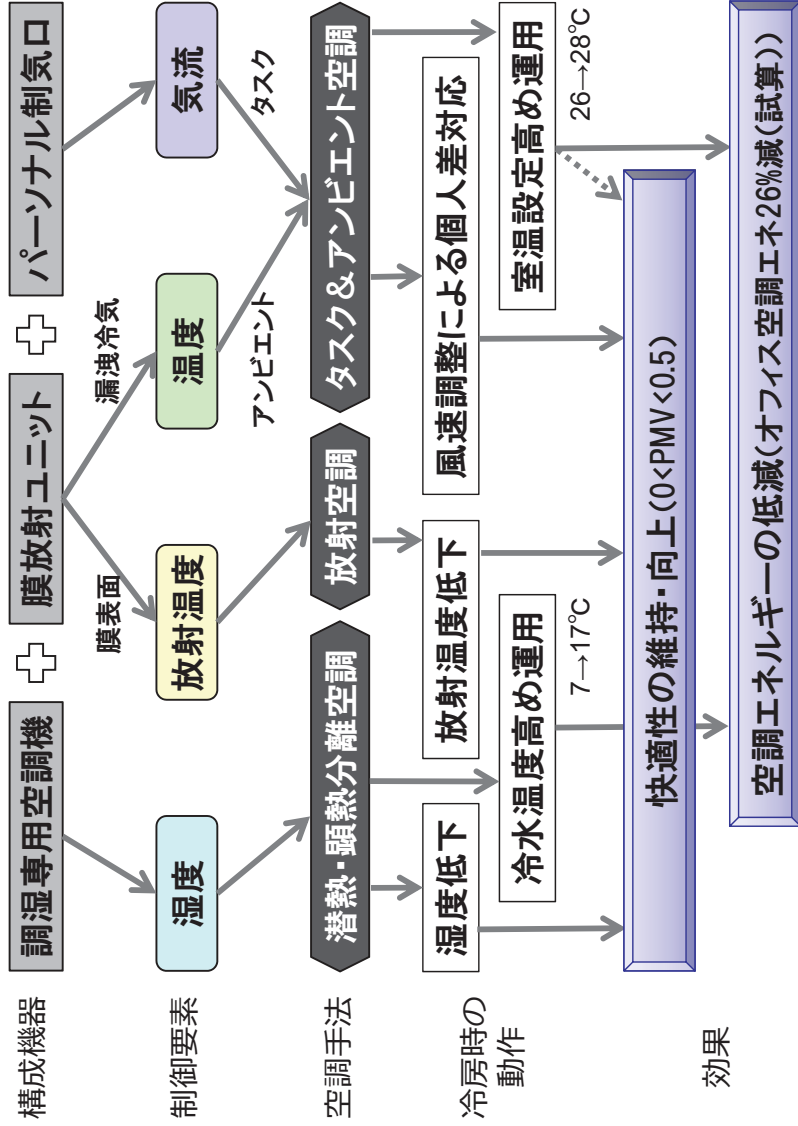 構成機器
調湿専用空調機
膜放射ユニット
パーソナル制気口
膜表面
漏洩冷気
制御要素
湿度
放射温度
温度
気流
アンビエント
タスク
空調手法
潜熱・顕熱分離空調
放射空調
タスク&アンビエント空調
冷房時の
動作
湿度低下
放射温度低下
風速調整による個人差対応
冷水温度高め運用
室温設定高め運用
7→17℃
26→28℃
効果
快適性の維持・向上(0<PMV<0.5)
空調エネルギーの低減(オフィス空調エネ26%減(試算))